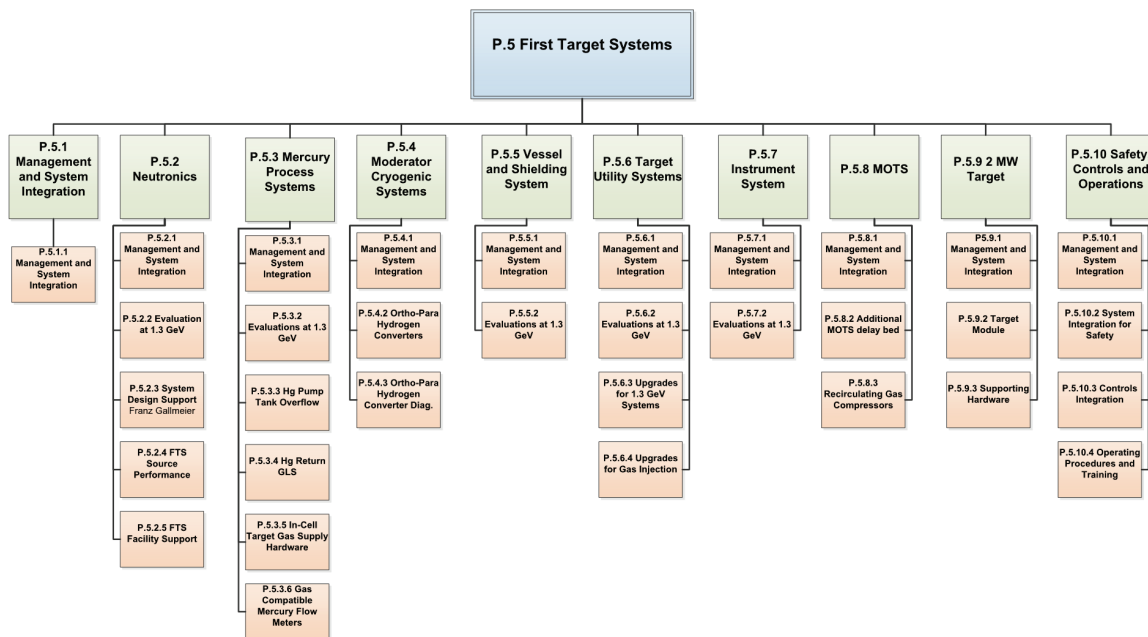 P.5 First Target Systems
P.5.1
Management
and System
Integration
P.5.2
Neutronics
P.5.3 Mercury
Process
Systems
P.5.4
Moderator
Cryogenic
Systems
P.5.5 Vessel
and Shielding
System
P.5.6 Target
Utility Systems
P.5.7
Instrument
System
P.5.8 MOTS
P.5.9 2 MW
Target
P.5.10 Safety
Controls and
Operations
P.5.1.1
Management and
System
Integration
P.5.2.1
Management and
System
Integration
P.5.2.2 Evaluation
at 1.3 GeV
P.5.2.3 System
Design Support
Franz Gallmeier
P.5.2.4 FTS
Source
Performance
P.5.2.5 FTS
Facility Support
P.5.3.1
Management and
System
Integration
P.5.3.2
Evaluations at 1.3
GeV
P.5.3.3 Hg Pump
Tank Overflow
P.5.3.4 Hg Return
GLS
P.5.3.5 In-Cell
Target Gas Supply
Hardware
P.5.3.6 Gas
Compatible
Mercury Flow
Meters
P.5.4.1
Management and
System
Integration
P.5.4.2 Ortho-Para
Hydrogen
Converters
P.5.4.3 Ortho-Para
Hydrogen
Converter Diag.
P.5.5.1
Management and
System
Integration
P.5.5.2
Evaluations at 1.3
GeV
P.5.6.1
Management and
System
Integration
P.5.6.2
Evaluations at 1.3
GeV
P.5.6.3 Upgrades
for 1.3 GeV
Systems
P.5.6.4 Upgrades
for Gas Injection
P.5.7.1
Management and
System
Integration
P.5.7.2
Evaluations at 1.3
GeV
P.5.8.1
Management and
System
Integration
P.5.8.2 Additional
MOTS delay bed
P.5.8.3
Recirculating Gas
Compressors
P5.9.1
Management and
System
Integration
P.5.9.2 Target
Module
P.5.9.3 Supporting
Hardware
P.5.10.1
Management and
System
Integration
P.5.10.2 System
Integration for
Safety
P.5.10.3 Controls
Integration
P.5.10.4 Operating
Procedures and
Training